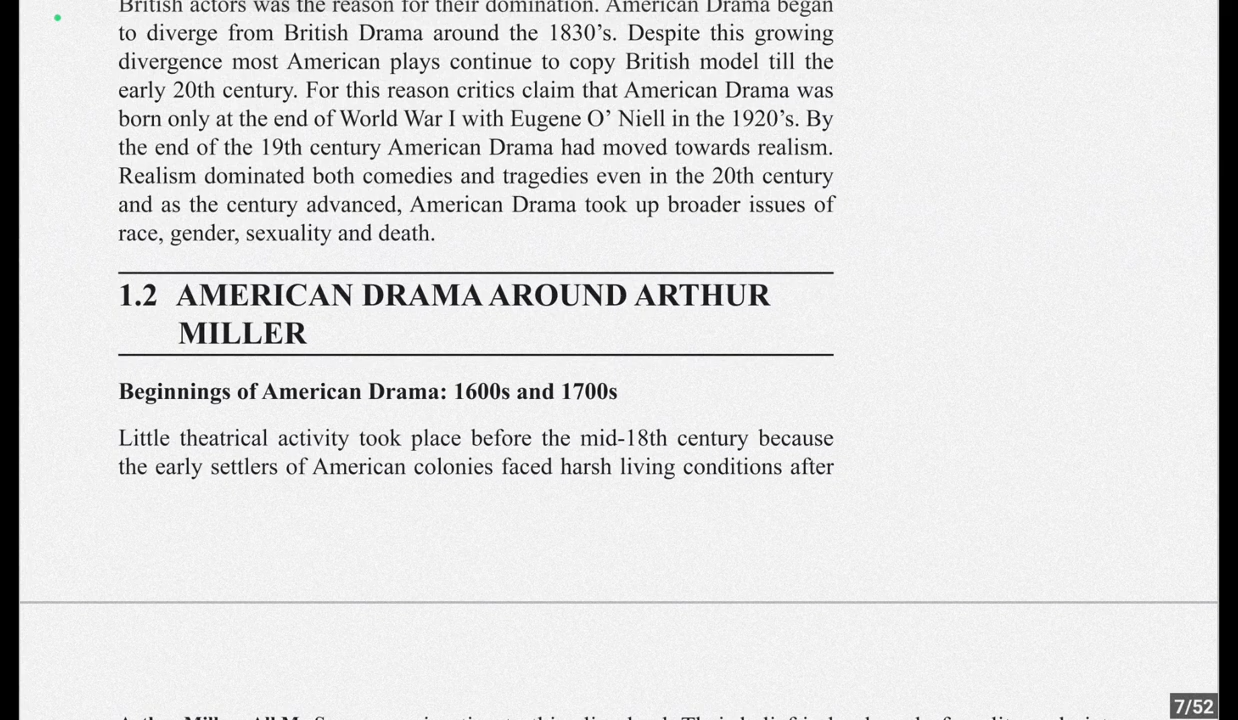 British actors was the reason for their domination. American Drama began
to diverge from British Drama around the 1830’s. Despite this growing
divergence most American plays continue to copy British model till the
early 20th century. For this reason critics claim that American Drama was
born only at the end of World War I with Eugene O’ Niell in the 1920’s. By
the end of the 19th century American Drama had moved towards realism.
Realism dominated both comedies and tragedies even in the 20th century
and as the century advanced, American Drama took up broader issues of
race, gender, sexuality and death.
1.2 AMERICAN DRAMA AROUND ARTHUR
MILLER
Beginnings of American Drama: 1600s and 1700s
Little theatrical activity took place before the mid-18th century because
the early settlers of American colonies faced harsh living conditions after
7/52